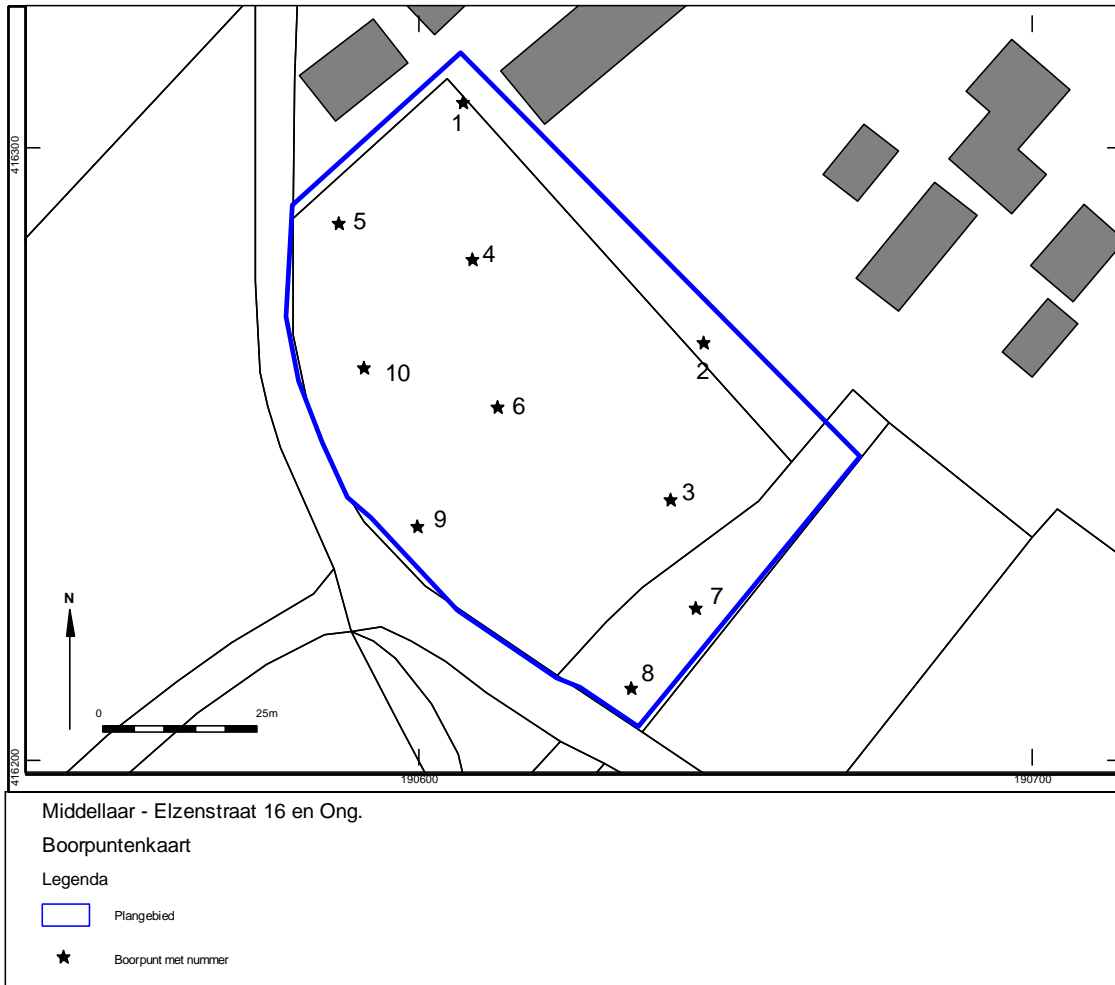 416300
1
5
4
2
10
6
3
9
7
8
N
0 25m
416200
190600 190700
Middellaar - Elzenstraat 16 en Ong.
Boorpuntenkaart
Legenda
Plangebied
Boorpunt met nummer